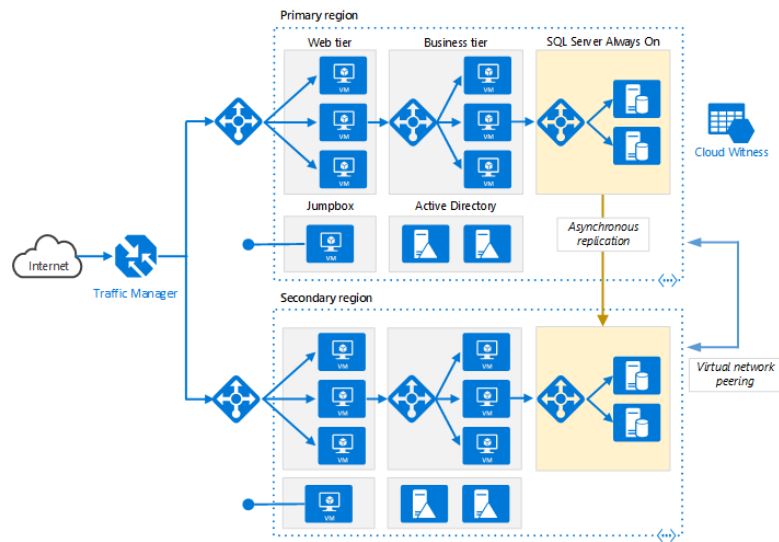 Primary region
Web tier
Business tier
SQL Server Always On
VM
VM
VM
VM
VM
VM
Cloud Witness
Jumpbox
Active Directory
VM
Asynchronous
replication
Internet
Traffic Manager
Secondary region
VM
VM
VM
VM
VM
VM
Virtual network
peering
VM